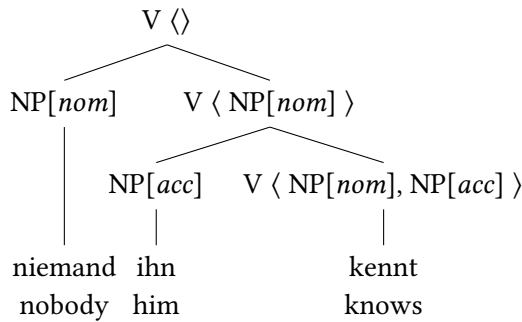 V ⟨⟩
NP[nom] V ⟨ NP[nom] ⟩
NP[acc] V ⟨ NP[nom], NP[acc] ⟩
niemand ihn kennt
nobody him knows